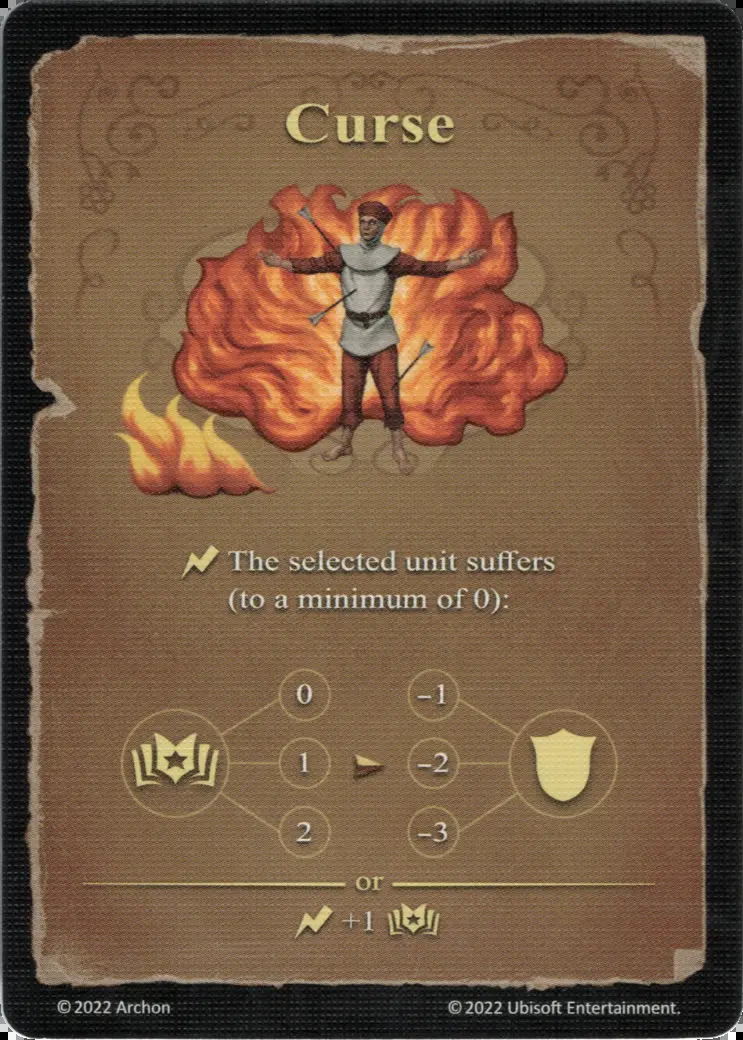 Curse
The selected unit suffers
(to a minimum of 0):
0 –1
1 –2
2 –3
or
+1
©2022 Archon ©2022 Ubisoft Entertainment.